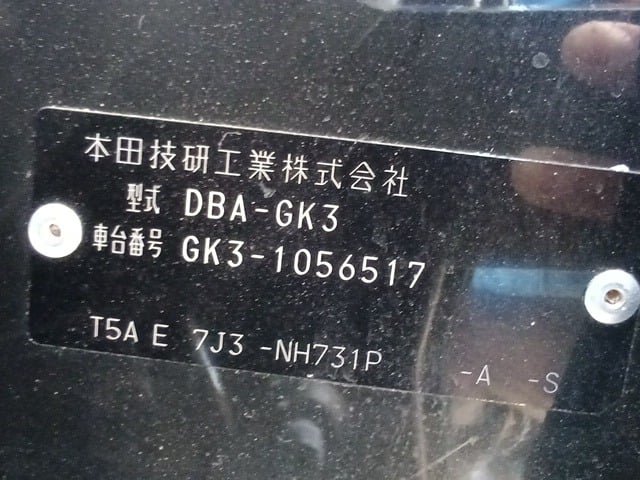 本田技研工業株式会社
型式 DBA-GK3
車台番号 GK3-1056517
T5A E 7J3 -NH731P -A -S